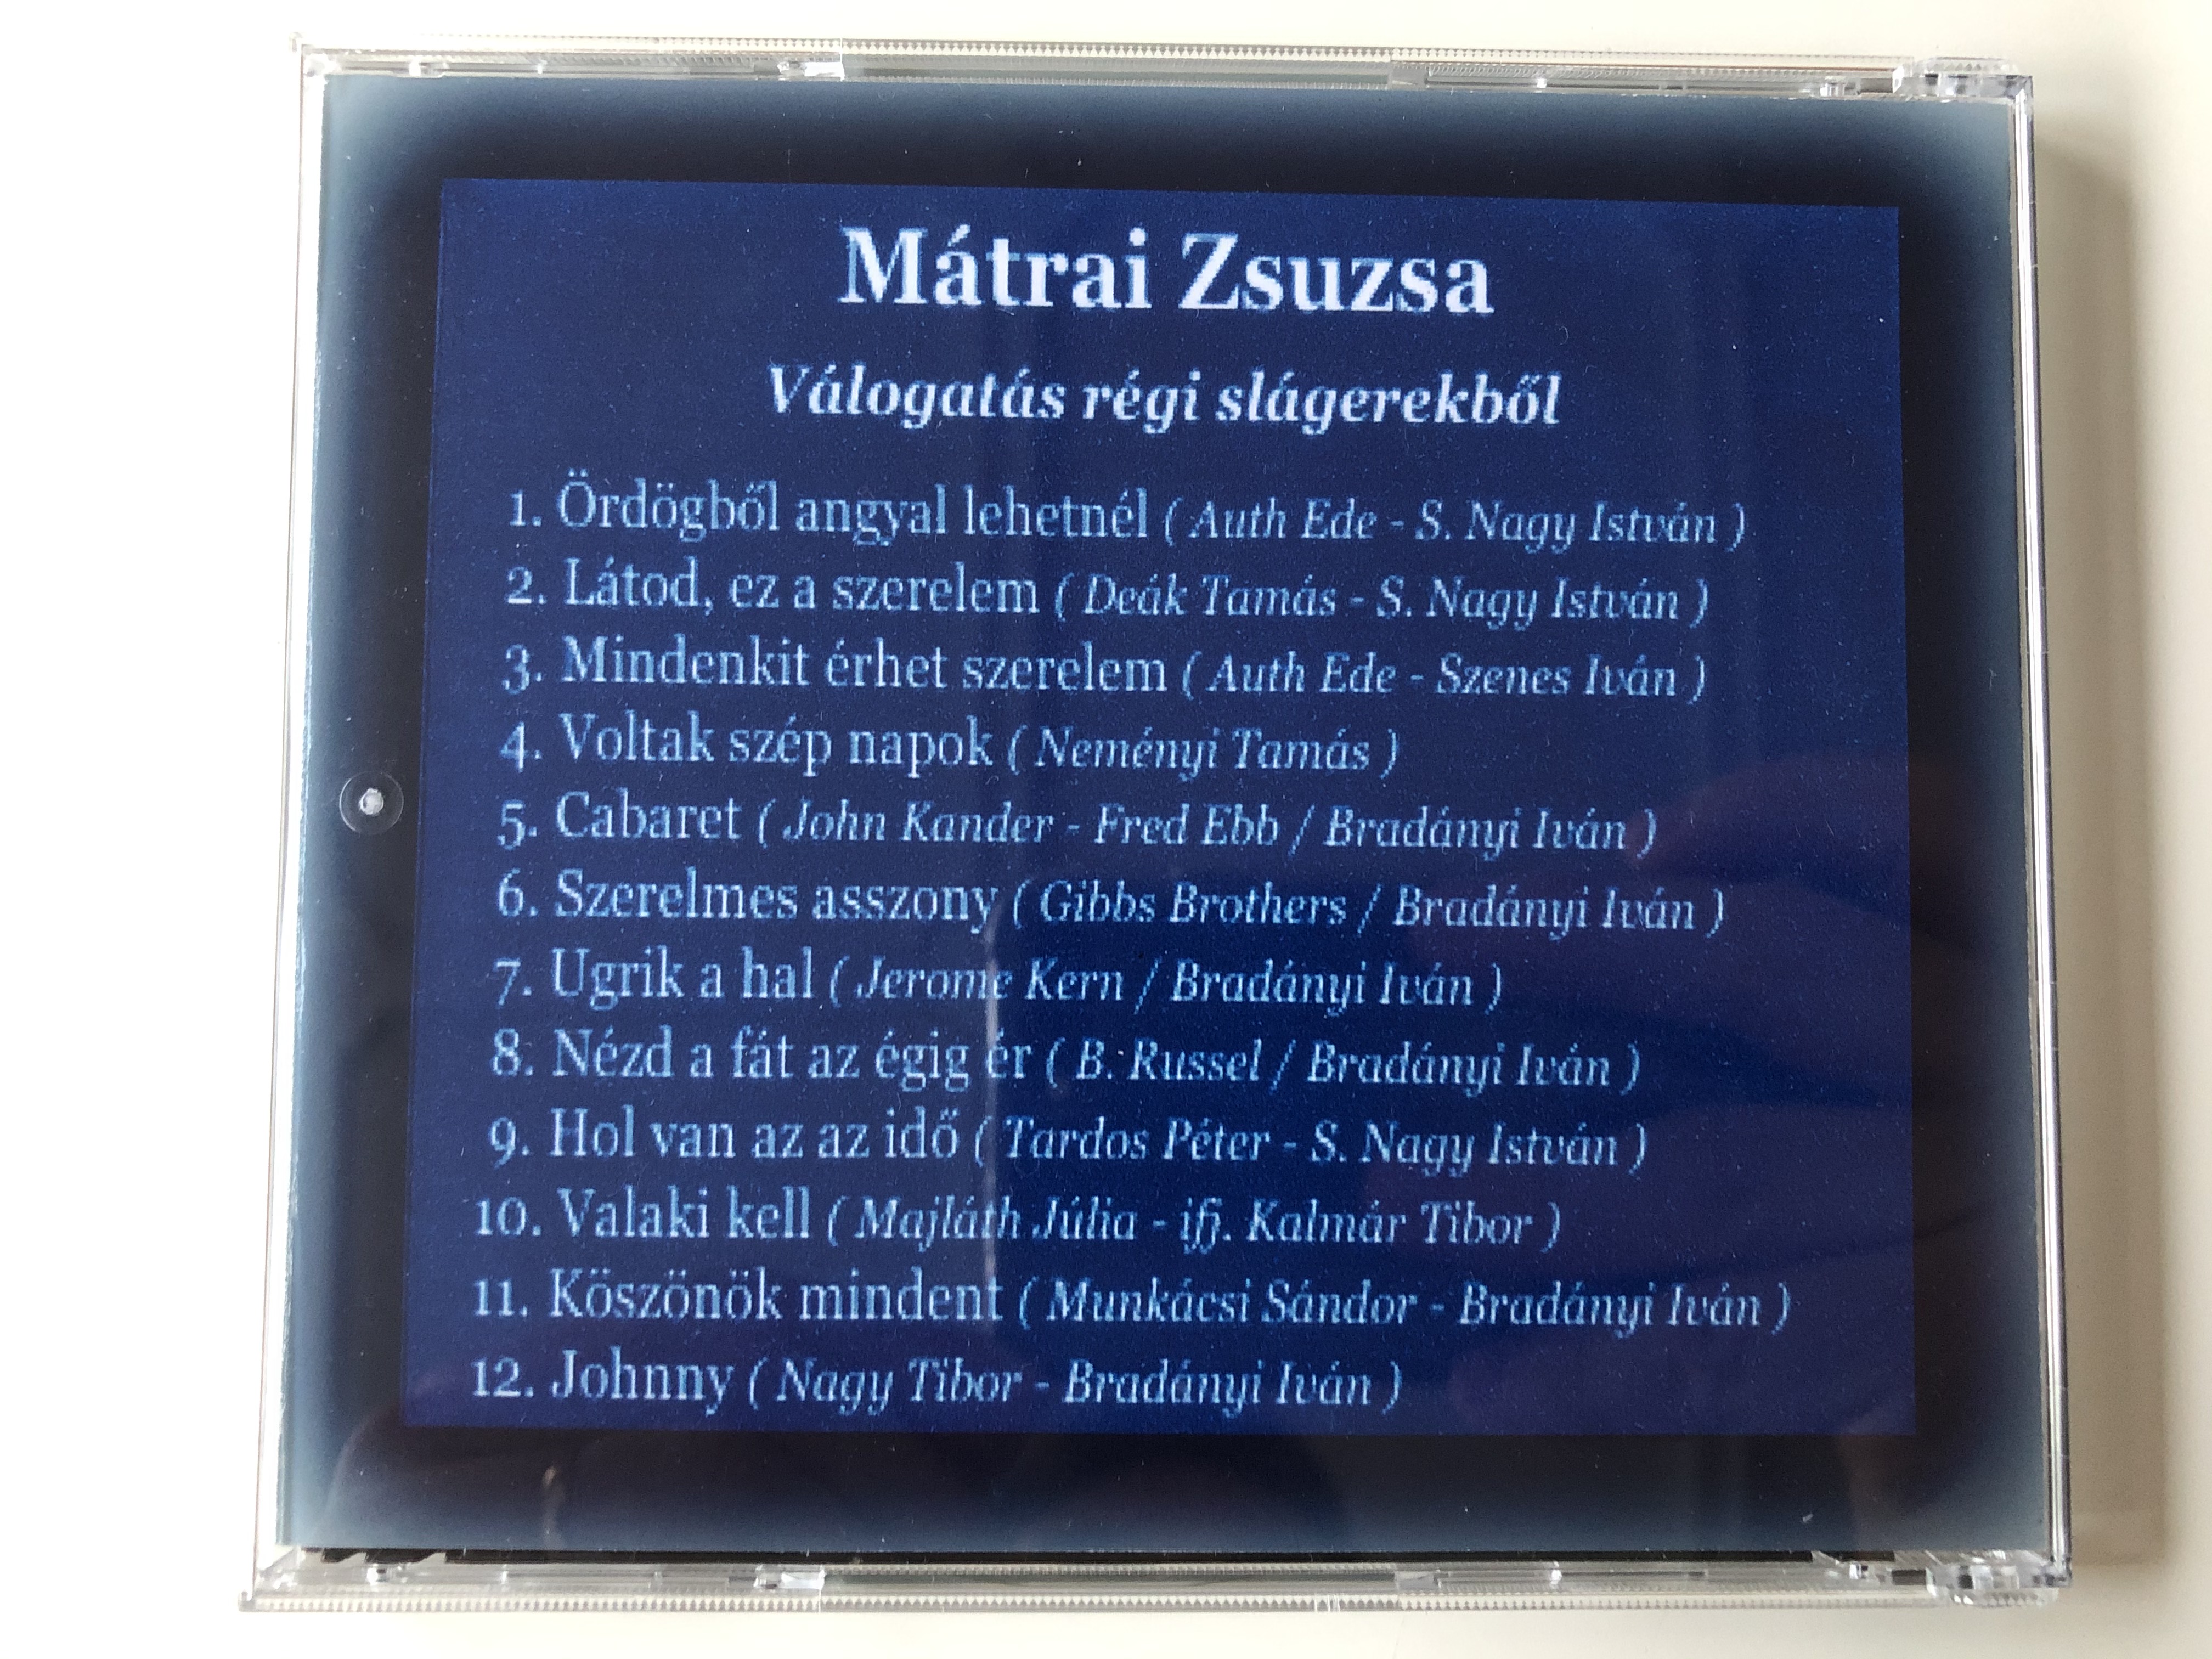 Mátrai Zsuzsa
Válogatás régi slágerekből
1. Ördögből angyal lehetnél ( Auth Ede - S. Nagy István )
2. Látod, ez a szerelem ( Deák Tamás - S. Nagy István )
3. Mindenkit érhet szerelem ( Auth Ede - Szenes Iván )
4. Voltak szép napok ( Neményi Tamás )
5. Cabaret ( John Kander - Fred Ebb / Bradányi Iván )
6. Szerelmes asszony ( Gibbs Brothers / Bradányi Iván )
7. Ugrik a hal ( Jerome Kern / Bradányi Iván )
8. Nézd a fát az égig ér ( B. Russel / Bradányi Iván )
9. Hol van az az idő ( Tardos Péter - S. Nagy István )
10. Valaki kell ( Majláth Júlia - ifj. Kalmár Tibor )
11. Köszönök mindent ( Munkácsi Sándor - Bradányi Iván )
12. Johnny ( Nagy Tibor - Bradányi Iván )